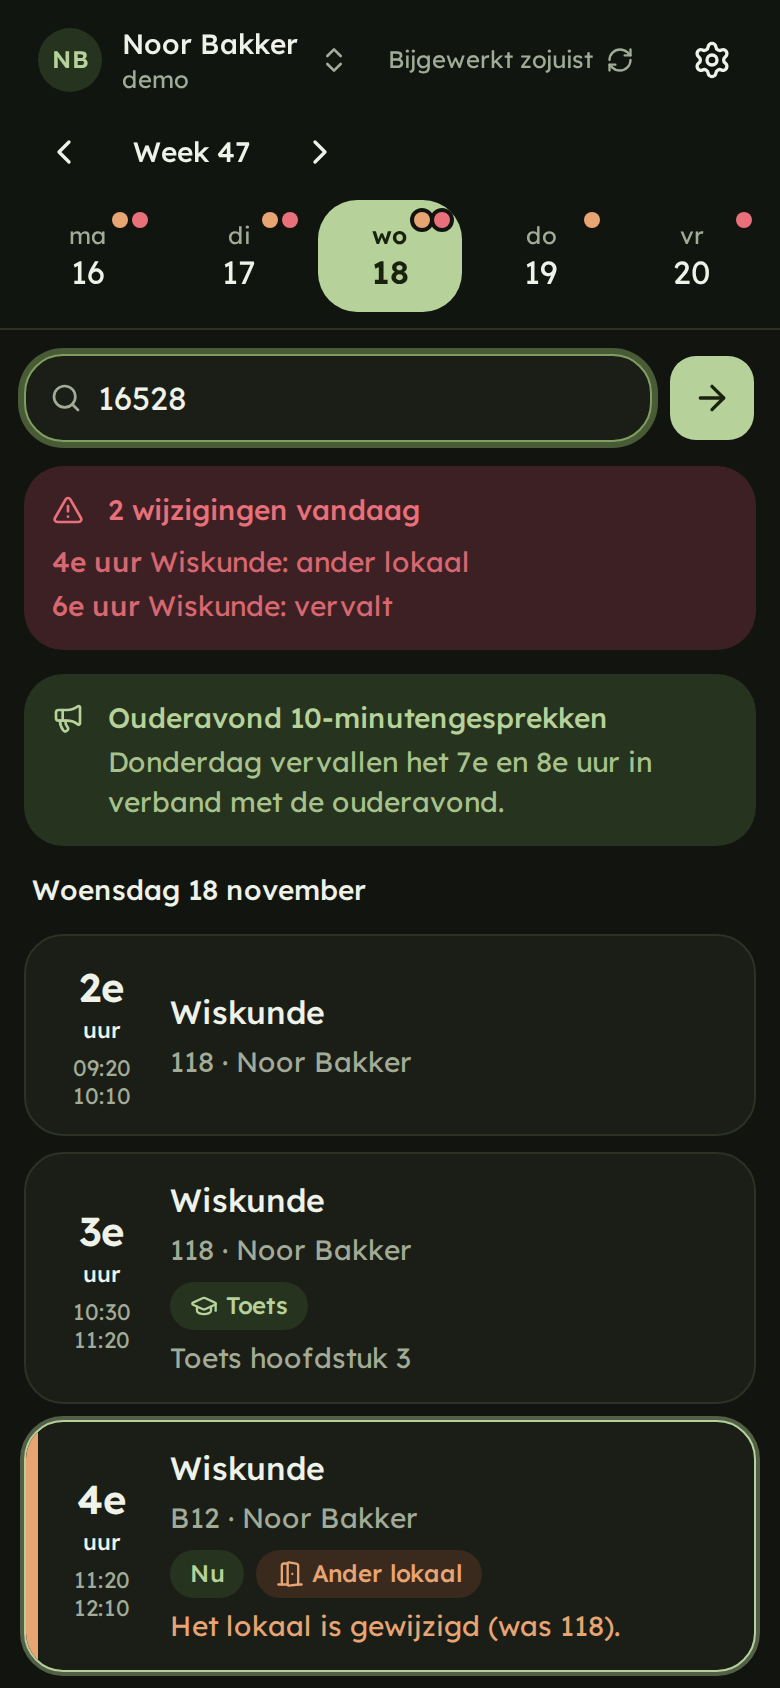 NB
Noor Bakker
demo
Bijgewerkt zojuist
Week 47
ma
16
di
17
wo
18
do
19
vr
20
16528
2 wijzigingen vandaag
4e uur Wiskunde: ander lokaal
6e uur Wiskunde: vervalt
Ouderavond 10-minutengesprekken
Donderdag vervallen het 7e en 8e uur in
verband met de ouderavond.
Woensdag 18 november
2e
uur
09:20
10:10
Wiskunde
118 · Noor Bakker
3e
uur
10:30
11:20
Wiskunde
118 · Noor Bakker
Toets
Toets hoofdstuk 3
4e
uur
11:20
12:10
Wiskunde
B12 · Noor Bakker
Nu
Ander lokaal
Het lokaal is gewijzigd (was 118).